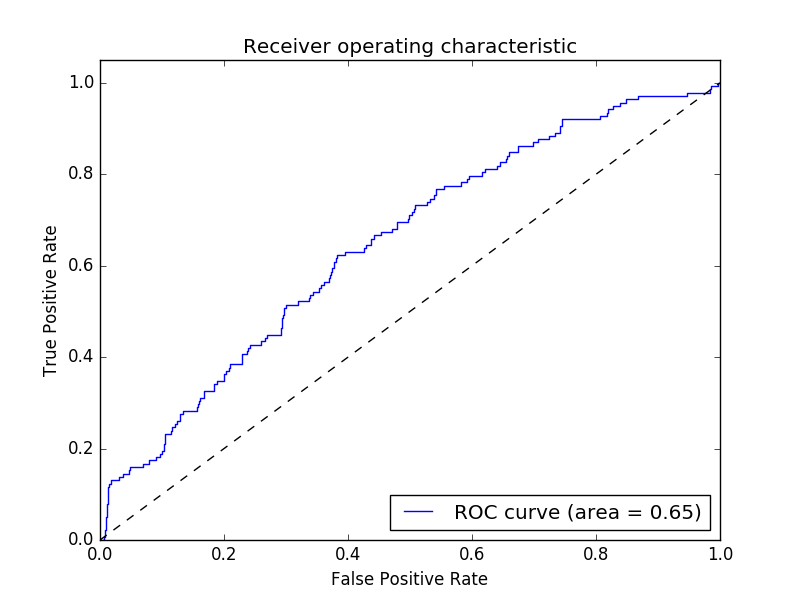 Receiver operating characteristic
1.0
0.8
0.6
0.4
0.2
0.0
True Positive Rate
ROC curve (area = 0.65)
0.0 0.2 0.4 0.6 0.8 1.0
False Positive Rate